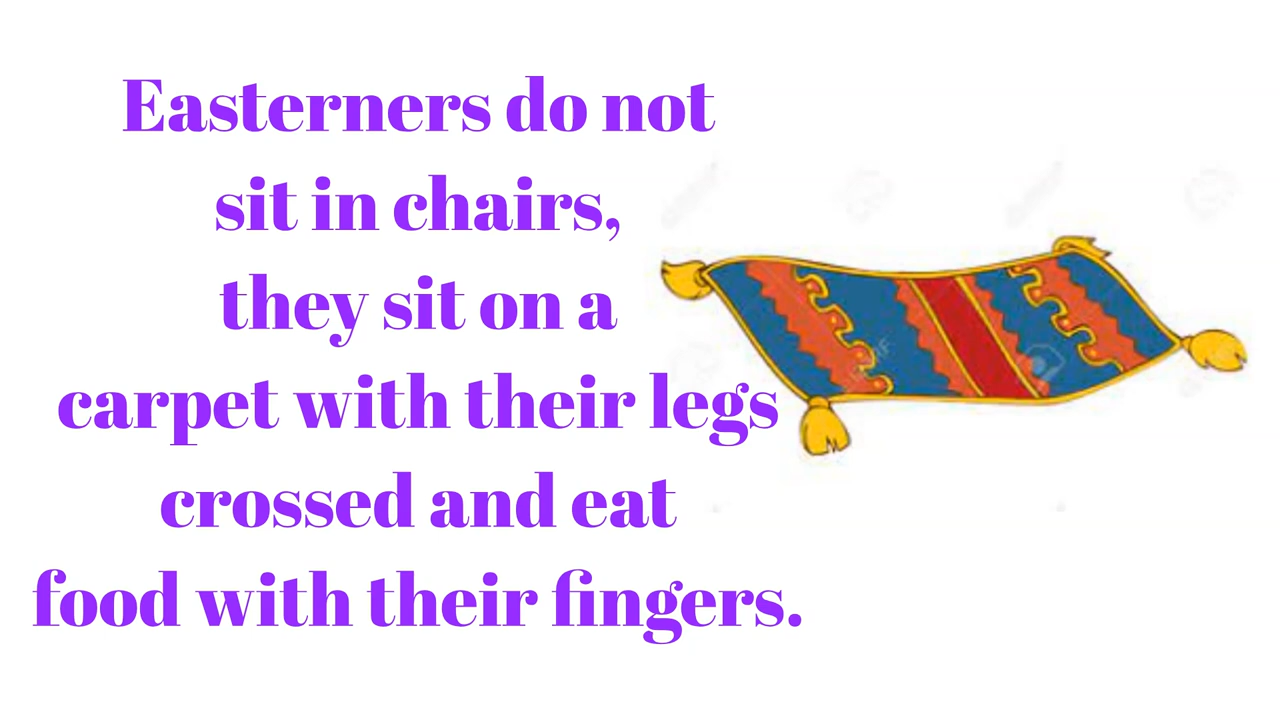 Easterners do not
sit in chairs,
they sit on a
carpet with their legs
crossed and eat
food with their fingers.